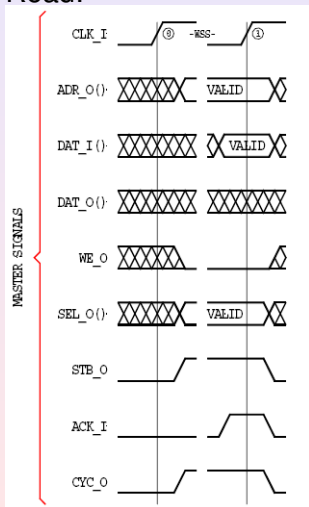 Read:
CLK_I
0 -WSS- 1
ADR_O() VALID
DAT_I() VALID
DAT_O()
WE_O
SEL_O() VALID
STB_O
ACK_I
CYC_O
MASTER SIGNALS